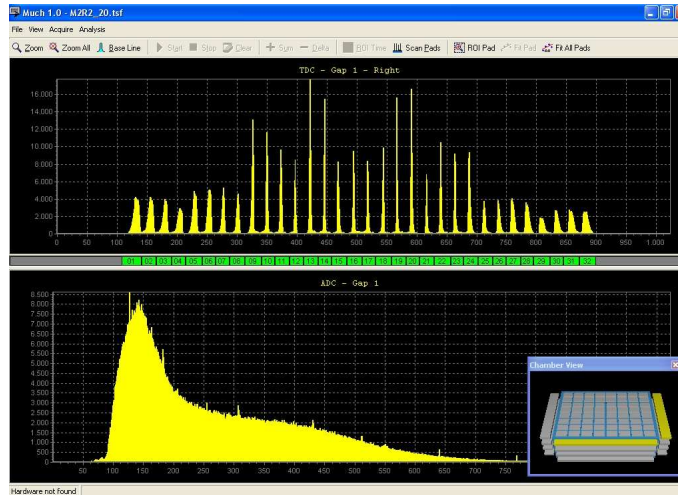 Much 1.0 - M2R2_20.tsf
File View Acquire Analysis
Zoom Zoom All Base Line Start Stop Clear Sum Delta ROI Time Scan Pads ROI Pad Fit Pad Fit All Pads
TDC - Gap 1 - Right
16.000
14.000
12.000
10.000
8.000
6.000
4.000
2.000
0
0 50 100 150 200 250 300 350 400 450 500 550 600 650 700 750 800 850 900 950 1.000
01 02 03 04 05 06 07 08 09 10 11 12 13 14 15 16 17 18 19 20 21 22 23 24 25 26 27 28 29 30 31 32
ADC - Gap 1
8.500
8.000
7.500
7.000
6.500
6.000
5.500
5.000
4.500
4.000
3.500
3.000
2.500
2.000
1.500
1.000
500
0
50 100 150 200 250 300 350 400 450 500 550 600 650 700 750
Chamber View
Hardware not found